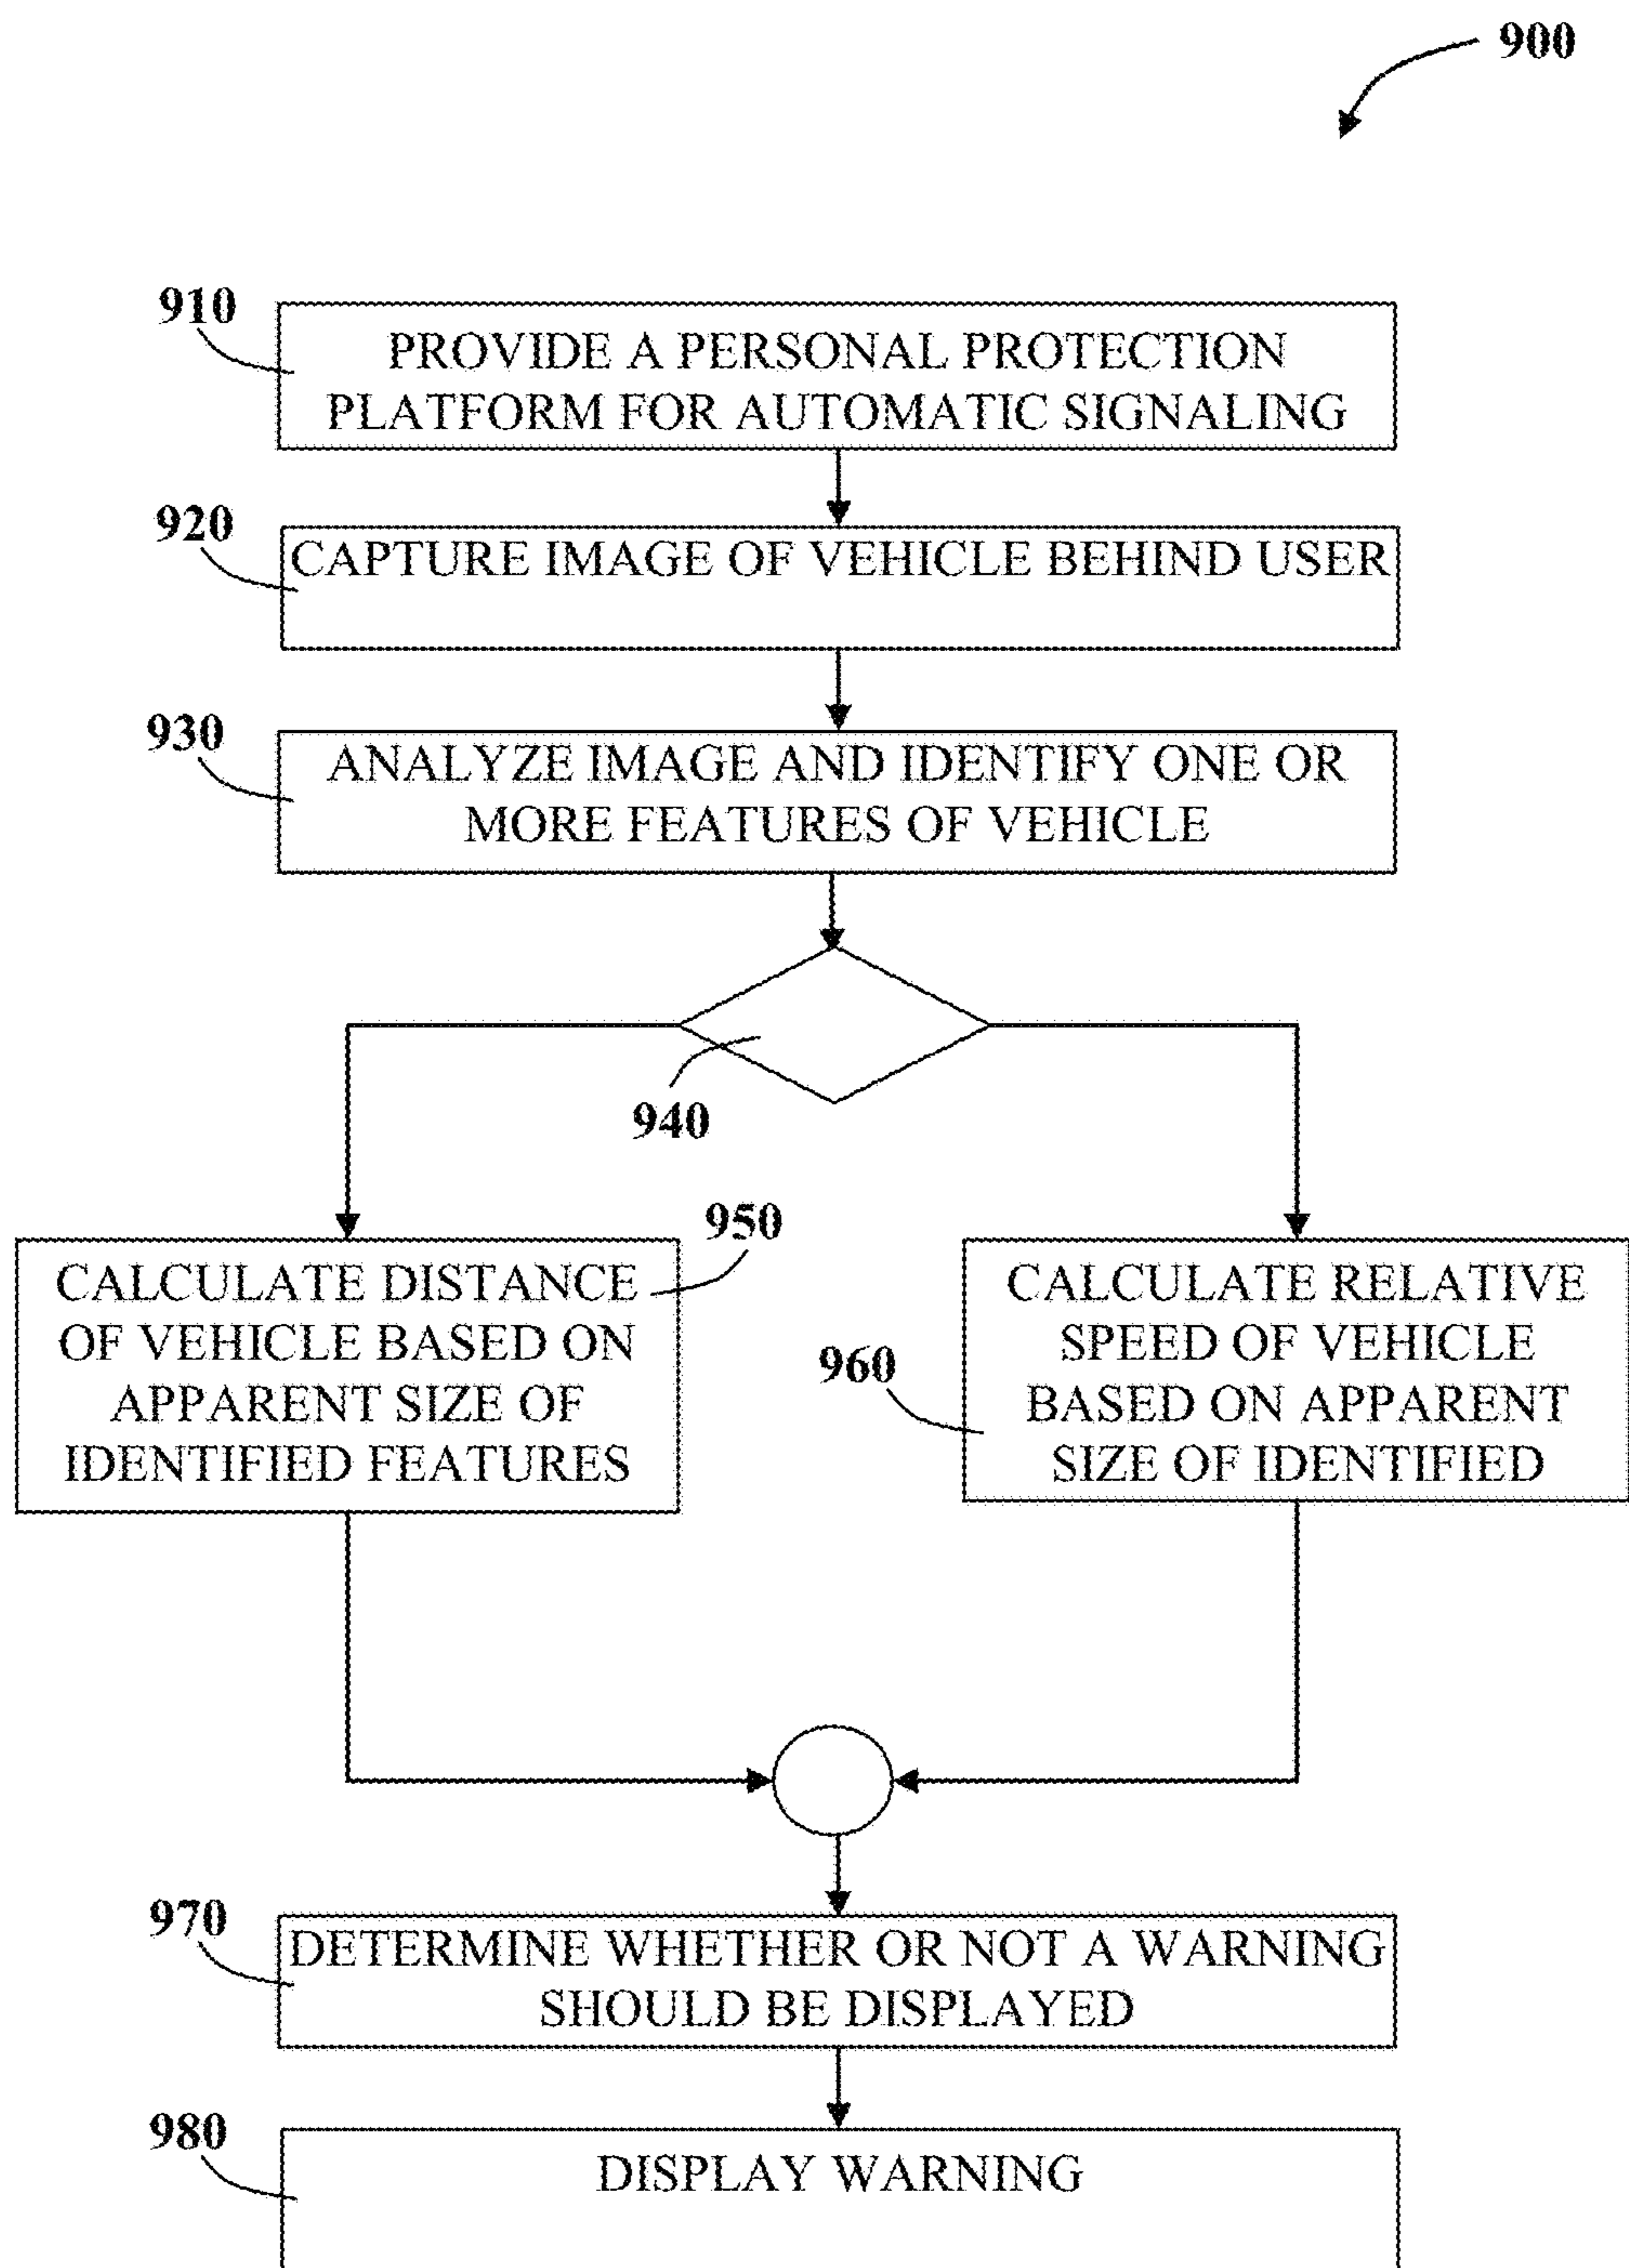 900
910
PROVIDE A PERSONAL PROTECTION
PLATFORM FOR AUTOMATIC SIGNALING
920
CAPTURE IMAGE OF VEHICLE BEHIND USER
930
ANALYZE IMAGE AND IDENTIFY ONE OR
MORE FEATURES OF VEHICLE
940
950
CALCULATE DISTANCE
OF VEHICLE BASED ON
APPARENT SIZE OF
IDENTIFIED FEATURES
960
CALCULATE RELATIVE
SPEED OF VEHICLE
BASED ON APPARENT
SIZE OF IDENTIFIED
970
DETERMINE WHETHER OR NOT A WARNING
SHOULD BE DISPLAYED
980
DISPLAY WARNING